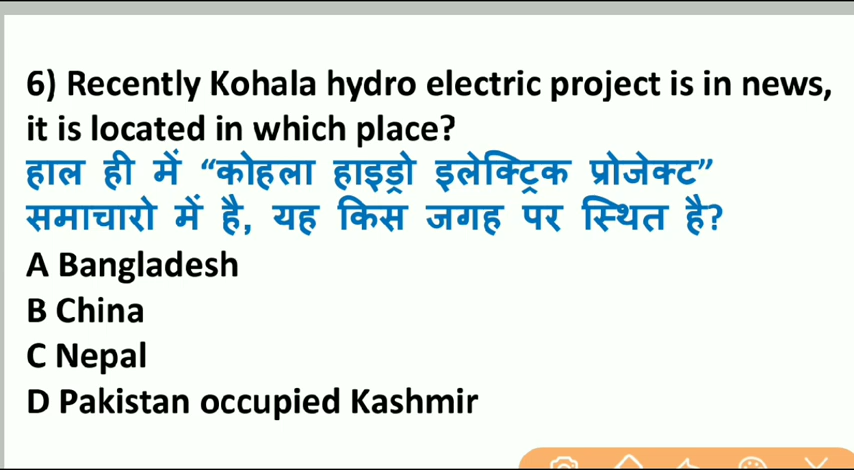 6) Recently Kohala hydro electric project is in news,
it is located in which place?
हाल ही में “कोहला हाइड्रो इलेक्ट्रिक प्रोजेक्ट”
समाचारो में है, यह किस जगह पर स्थित है?
A Bangladesh
B China
C Nepal
D Pakistan occupied Kashmir